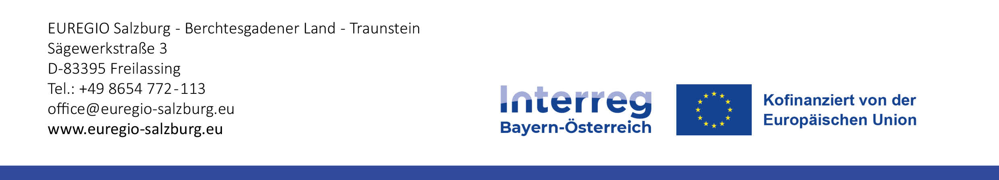 EUREGIO Salzburg - Berchtesgadener Land - Traunstein
Sägewerkstraße 3
D-83395 Freilassing
Tel.: +49 8654 772-113
office@euregio-salzburg.eu
www.euregio-salzburg.eu
Interreg
Bayern-Österreich
Kofinanziert von der
Europäischen Union